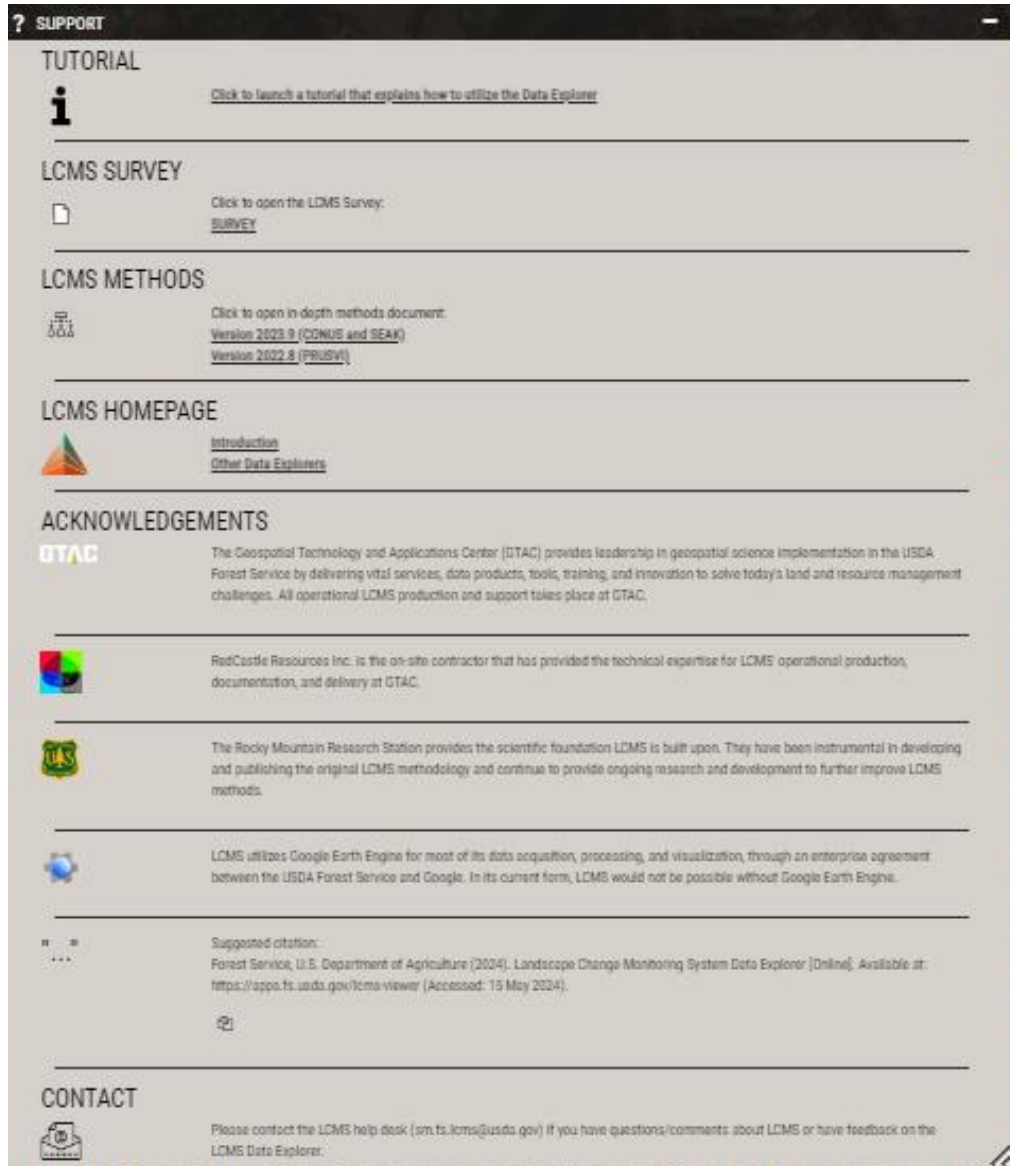 ? SUPPORT
TUTORIAL
Click to launch a tutorial that explains how to utilize the Data Explorer
LCMS SURVEY
Click to open the LCMS Survey:
SURVEY
LCMS METHODS
Click to open in-depth methods document:
Version 2023.9 (CONUS and SEAK)
Version 2022.8 (PRUSVI)
LCMS HOMEPAGE
Introduction
Other Data Explorers
ACKNOWLEDGEMENTS
GTAC
The Geospatial Technology and Applications Center (GTAC) provides leadership in geospatial science implementation in the USDA
Forest Service by delivering vital services, data products, tools, training, and innovation to solve today's land and resource management
challenges. All operational LCMS production and support takes place at GTAC.
RedCastle Resources Inc. is the on-site contractor that has provided the technical expertise for LCMS' operational production,
documentation, and delivery at GTAC.
UAS
The Rocky Mountain Research Station provides the scientific foundation LCMS is built upon. They have been instrumental in developing
and publishing the original LCMS methodology and continue to provide ongoing research and development to further improve LCMS
methods.
LCMS utilizes Google Earth Engine for most of its data acqusition, processing, and visualization, through an enterprise agreement
between the USDA Forest Service and Google. In its current form, LCMS would not be possible without Google Earth Engine.
" "
...
Suggested citation:
Forest Service, U.S. Department of Agriculture (2024). Landscape Change Monitoring System Data Explorer [Online]. Available at:
https://apps.fs.usda.gov/lcms-viewer (Accessed: 15 May 2024).
CONTACT
Please contact the LCMS help desk (sm.fs.lcms@usda.gov) if you have questions/comments about LCMS or have feedback on the
LCMS Data Explorer.